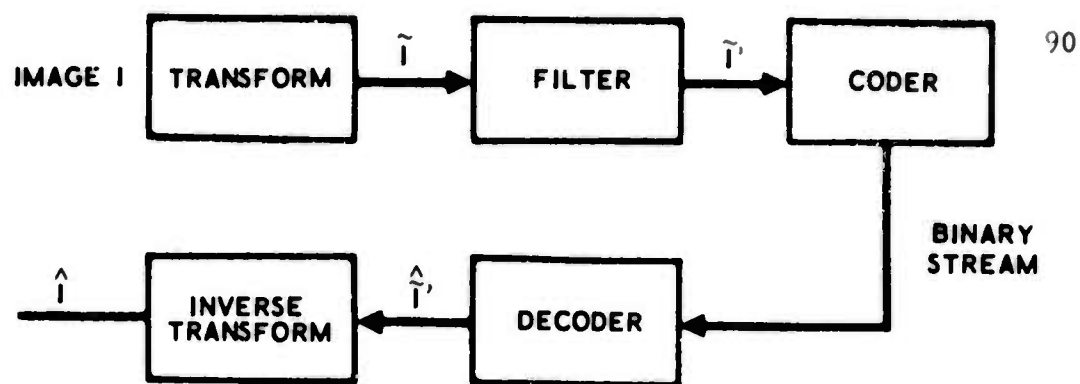 90
IMAGE I
TRANSFORM
Ĩ
FILTER
Ĩ'
CODER
BINARY
STREAM
DECODER
Ĩ̂'
INVERSE
TRANSFORM
Î